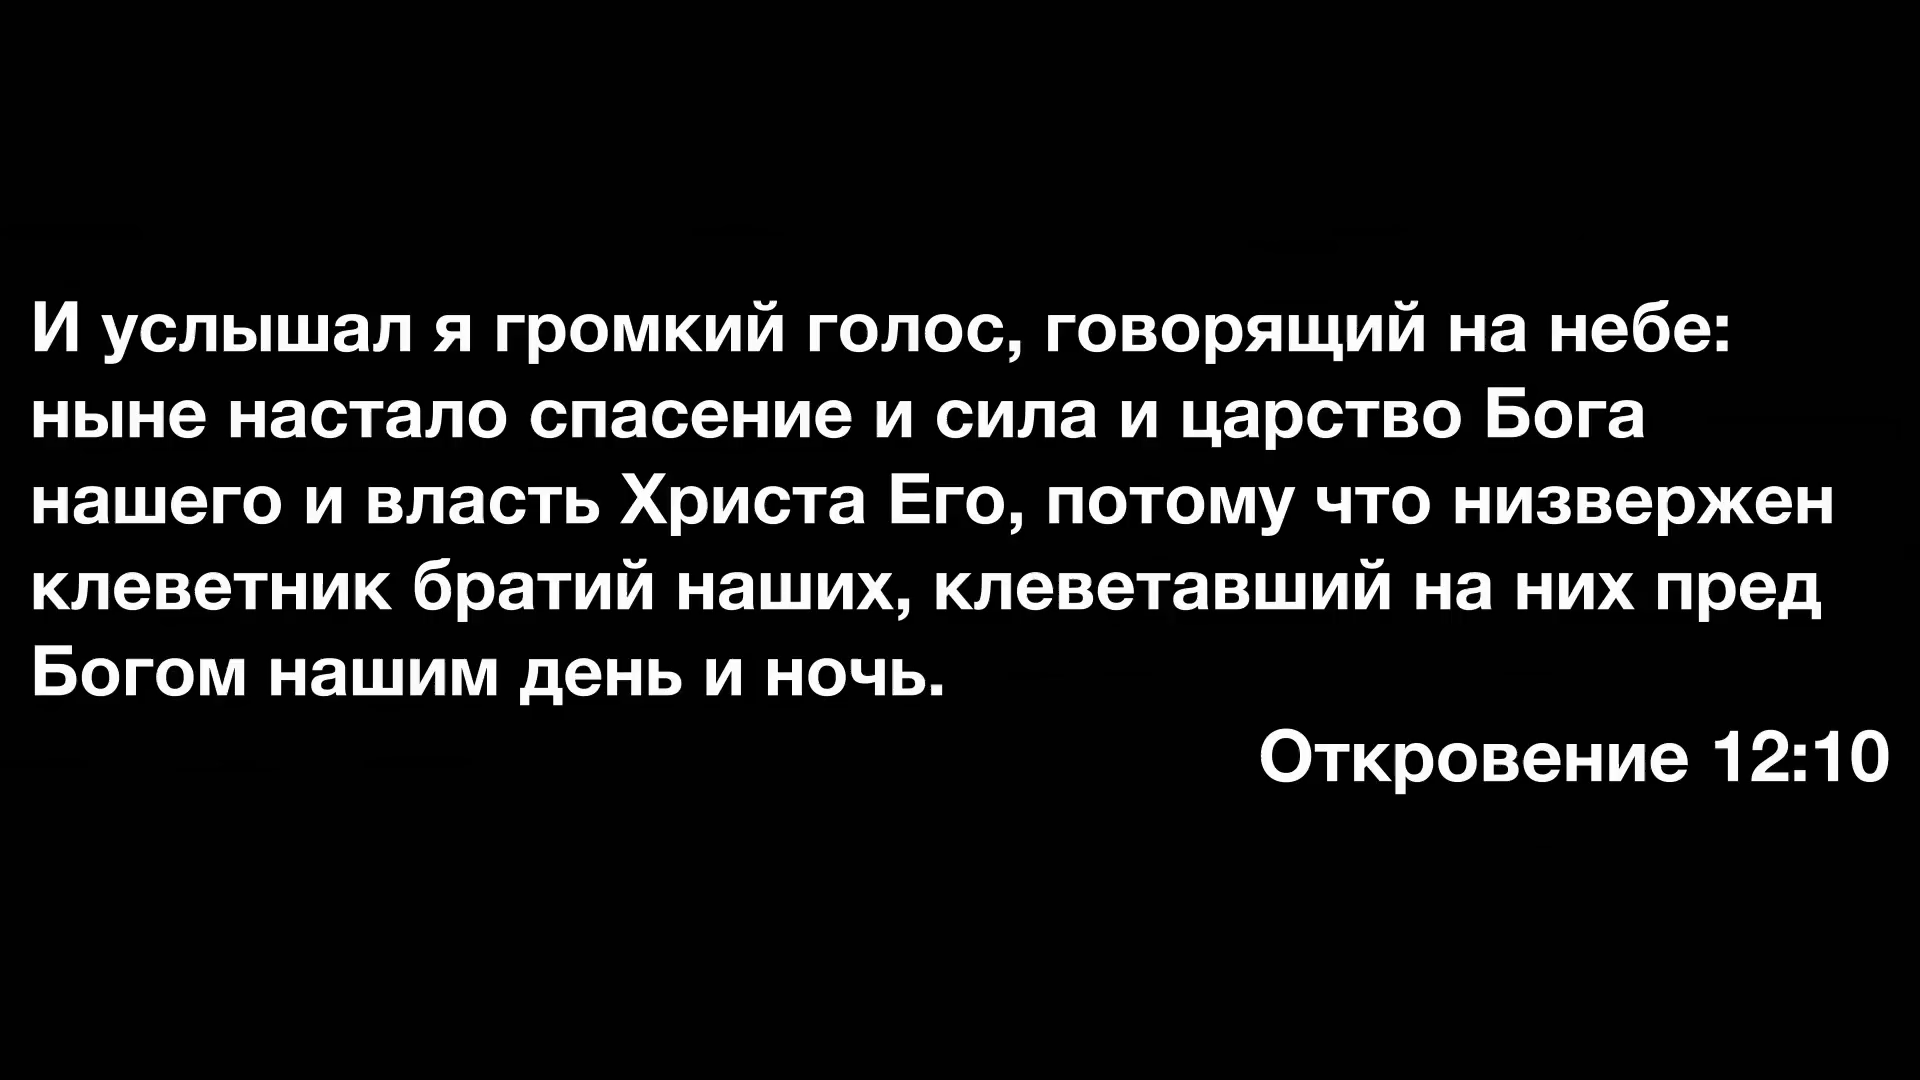 И услышал я громкий голос, говорящий на небе:
ныне настало спасение и сила и царство Бога
нашего и власть Христа Его, потому что низвержен
клеветник братий наших, клеветавший на них пред
Богом нашим день и ночь.
Откровение 12:10